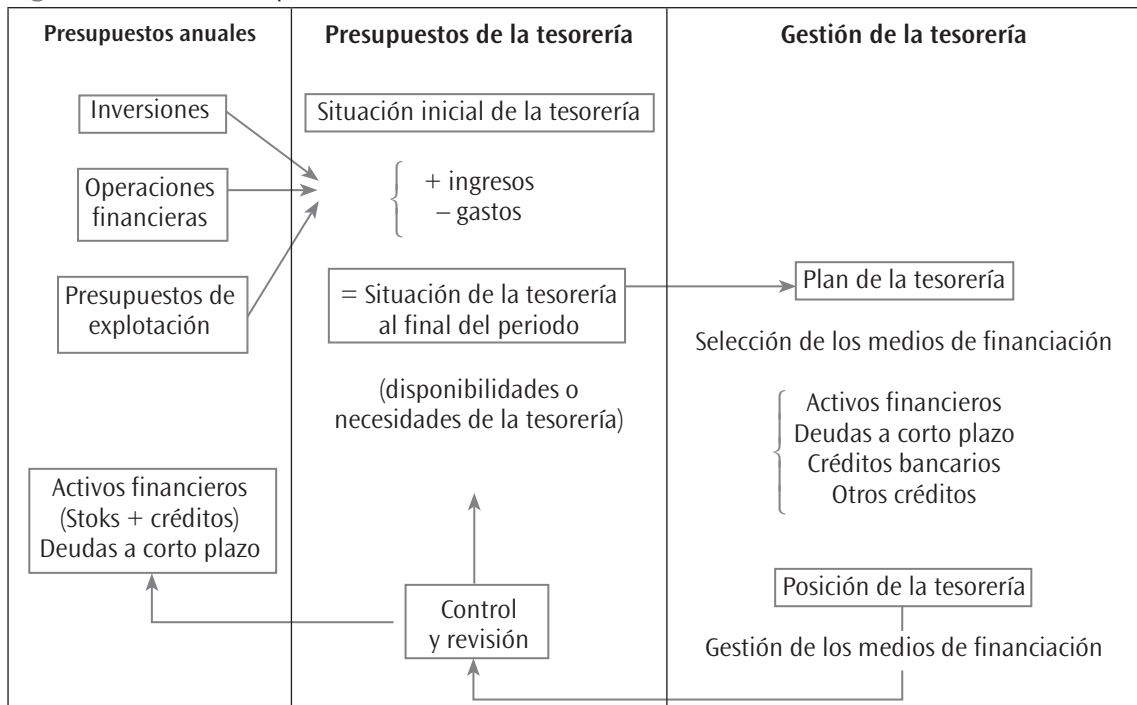 Presupuestos anuales
Inversiones
Operaciones
financieras
Presupuestos de
explotación
Activos financieros
(Stoks + créditos)
Deudas a corto plazo
Presupuestos de la tesorería
Situación inicial de la tesorería
+ ingresos
– gastos
= Situación de la tesorería
al final del periodo
(disponibilidades o
necesidades de la tesorería)
Control
y revisión
Gestión de la tesorería
Plan de la tesorería
Selección de los medios de financiación
Activos financieros
Deudas a corto plazo
Créditos bancarios
Otros créditos
Posición de la tesorería
Gestión de los medios de financiación